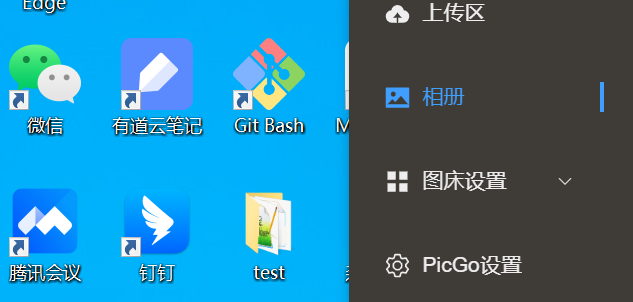 Edge
微信
有道云笔记
Git Bash
腾讯会议
钉钉
test
上传区
相册
图床设置
PicGo设置